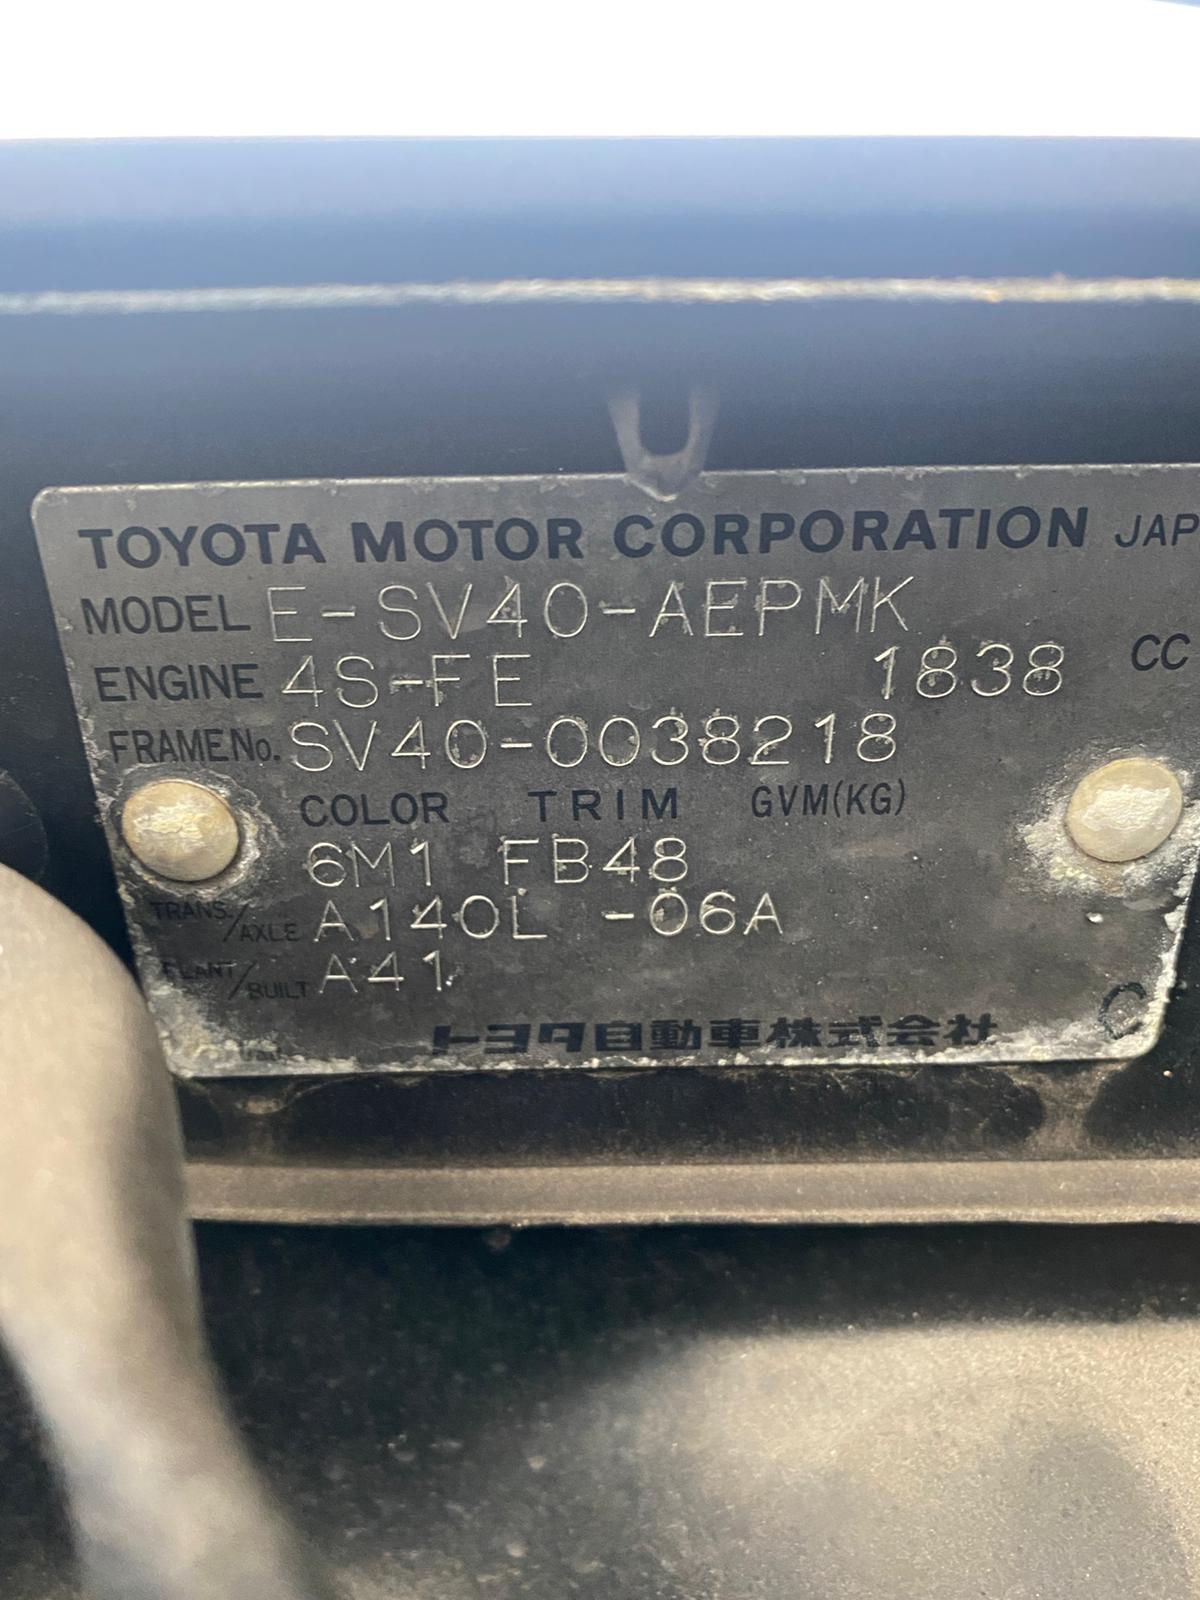 TOYOTA MOTOR CORPORATION JAP
MODEL E-SV40-AEPMK
ENGINE 4S-FE 1838 CC
FRAME No. SV40-0038218
COLOR TRIM GVM(KG)
6M1 FB48
TRANS./AXLE A140L -06A
PLANT/BUILT A41
トヨタ自動車株式会社
C